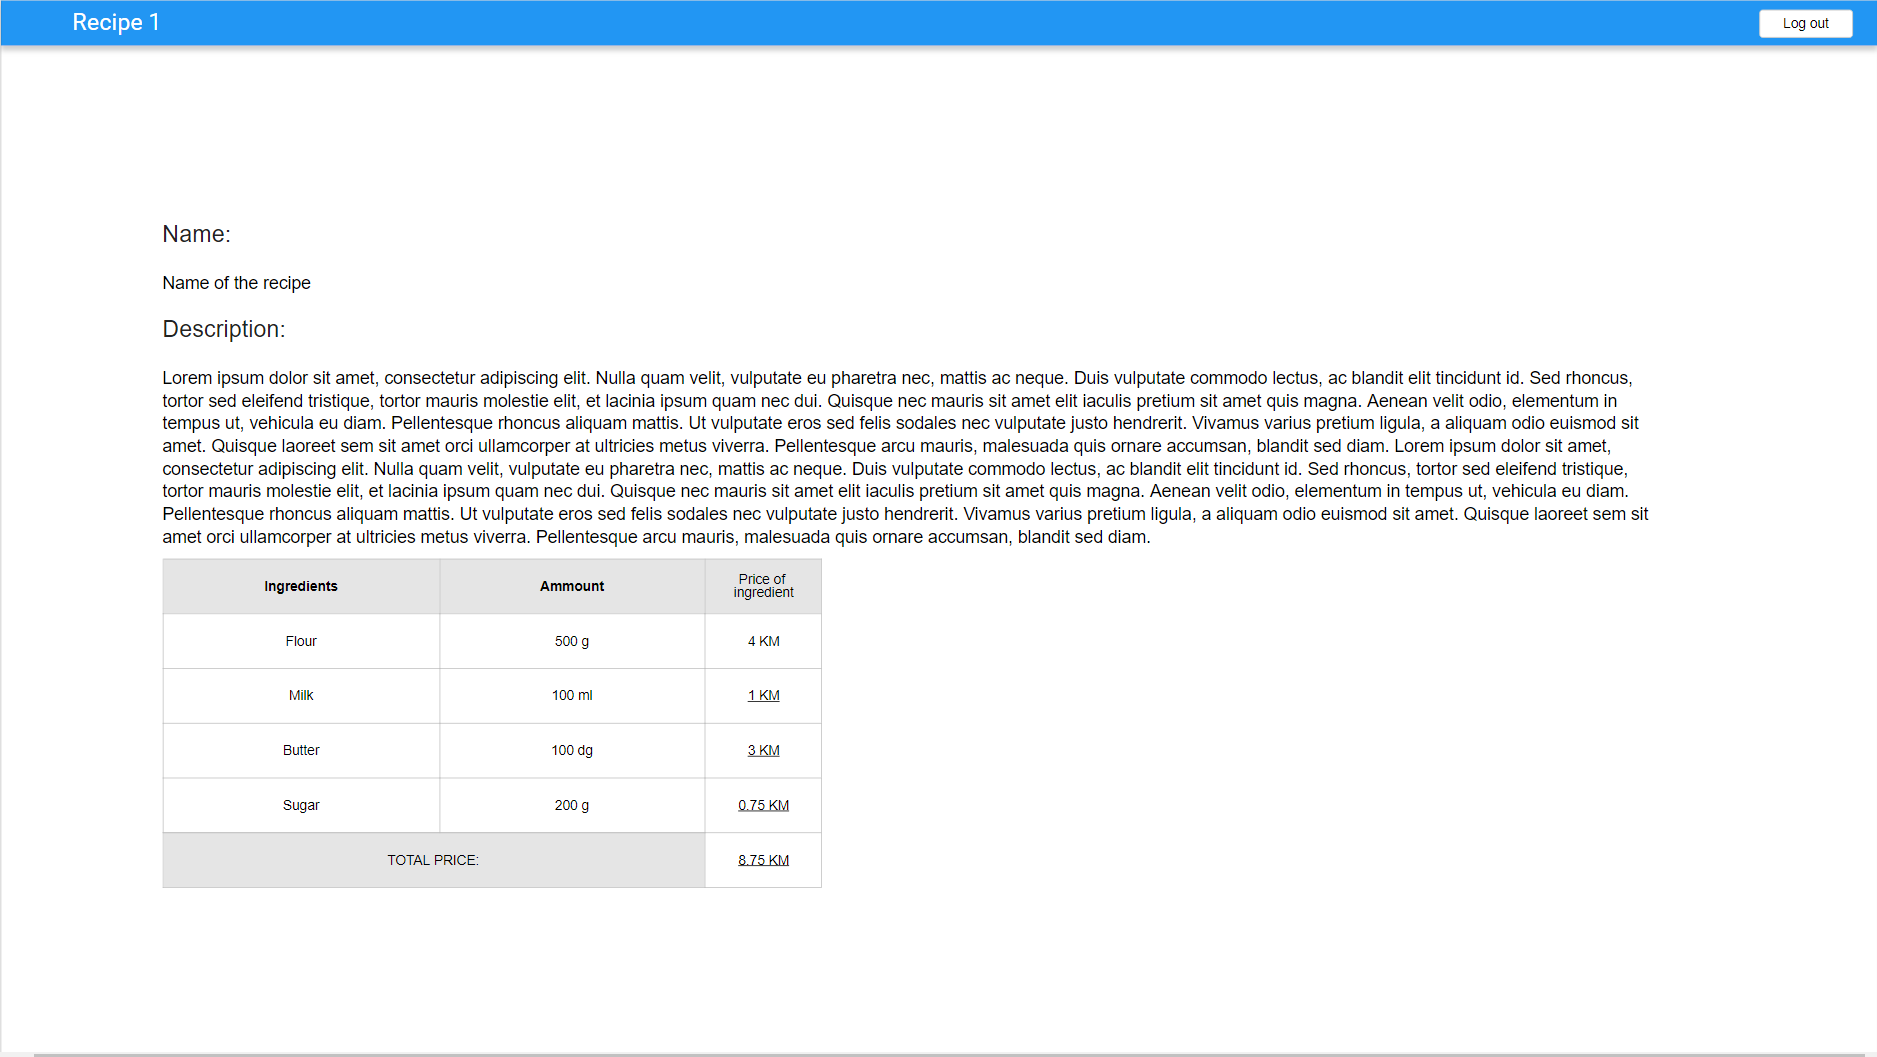 Recipe 1
Log out
Name:
Name of the recipe
Description:
Lorem ipsum dolor sit amet, consectetur adipiscing elit. Nulla quam velit, vulputate eu pharetra nec, mattis ac neque. Duis vulputate commodo lectus, ac blandit elit tincidunt id. Sed rhoncus,
tortor sed eleifend tristique, tortor mauris molestie elit, et lacinia ipsum quam nec dui. Quisque nec mauris sit amet elit iaculis pretium sit amet quis magna. Aenean velit odio, elementum in
tempus ut, vehicula eu diam. Pellentesque rhoncus aliquam mattis. Ut vulputate eros sed felis sodales nec vulputate justo hendrerit. Vivamus varius pretium ligula, a aliquam odio euismod sit
amet. Quisque laoreet sem sit amet orci ullamcorper at ultricies metus viverra. Pellentesque arcu mauris, malesuada quis ornare accumsan, blandit sed diam. Lorem ipsum dolor sit amet,
consectetur adipiscing elit. Nulla quam velit, vulputate eu pharetra nec, mattis ac neque. Duis vulputate commodo lectus, ac blandit elit tincidunt id. Sed rhoncus, tortor sed eleifend tristique,
tortor mauris molestie elit, et lacinia ipsum quam nec dui. Quisque nec mauris sit amet elit iaculis pretium sit amet quis magna. Aenean velit odio, elementum in tempus ut, vehicula eu diam.
Pellentesque rhoncus aliquam mattis. Ut vulputate eros sed felis sodales nec vulputate justo hendrerit. Vivamus varius pretium ligula, a aliquam odio euismod sit amet. Quisque laoreet sem sit
amet orci ullamcorper at ultricies metus viverra. Pellentesque arcu mauris, malesuada quis ornare accumsan, blandit sed diam.
Ingredients Ammount Price of
ingredient
Flour 500 g 4 KM
Milk 100 ml 1 KM
Butter 100 dg 3 KM
Sugar 200 g 0.75 KM
TOTAL PRICE: 8.75 KM